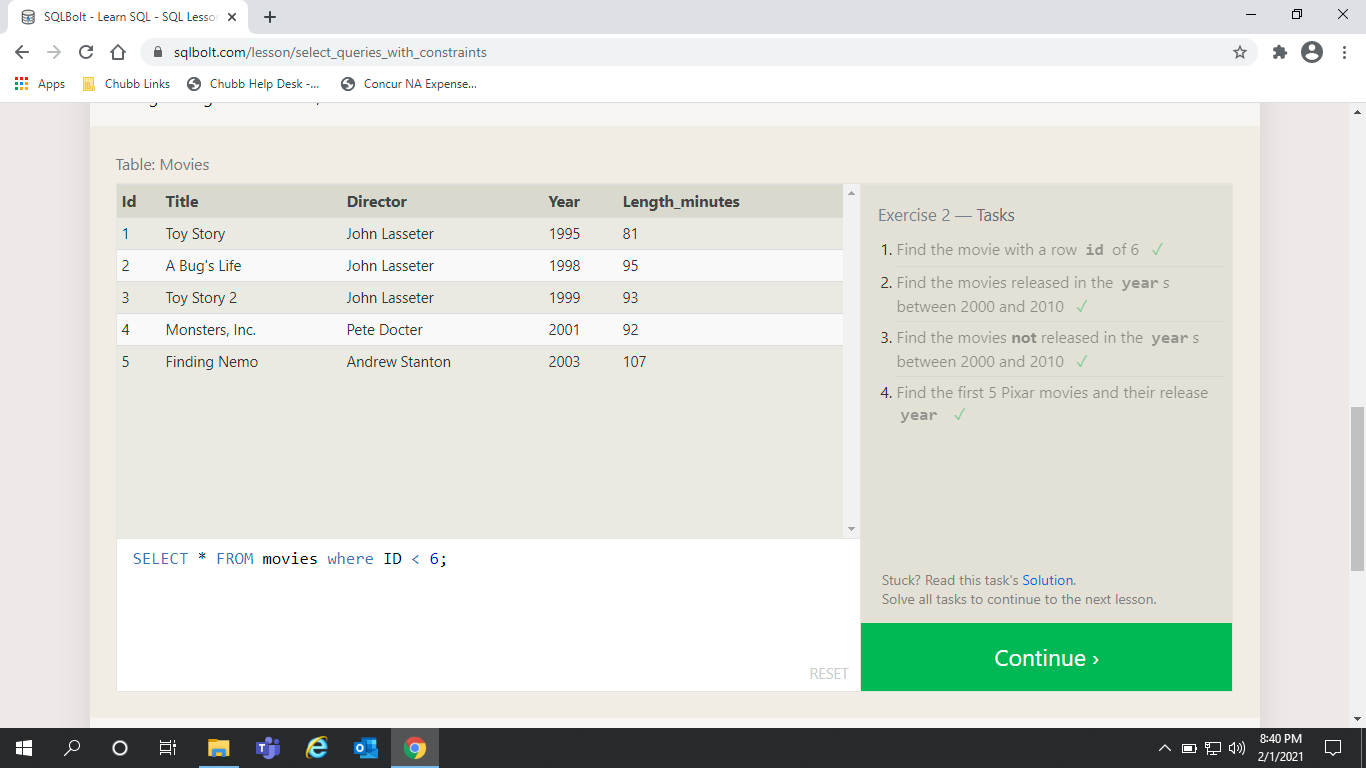 SQLBolt - Learn SQL - SQL Lesso
sqlbolt.com/lesson/select_queries_with_constraints
Apps Chubb Links Chubb Help Desk -... Concur NA Expense...
Table: Movies
Id Title Director Year Length_minutes
1 Toy Story John Lasseter 1995 81
2 A Bug's Life John Lasseter 1998 95
3 Toy Story 2 John Lasseter 1999 93
4 Monsters, Inc. Pete Docter 2001 92
5 Finding Nemo Andrew Stanton 2003 107
SELECT * FROM movies where ID < 6;
RESET
Exercise 2 — Tasks
1. Find the movie with a row id of 6 ✓
2. Find the movies released in the year s
between 2000 and 2010 ✓
3. Find the movies not released in the year s
between 2000 and 2010 ✓
4. Find the first 5 Pixar movies and their release
year ✓
Stuck? Read this task's Solution.
Solve all tasks to continue to the next lesson.
Continue ›
8:40 PM
2/1/2021